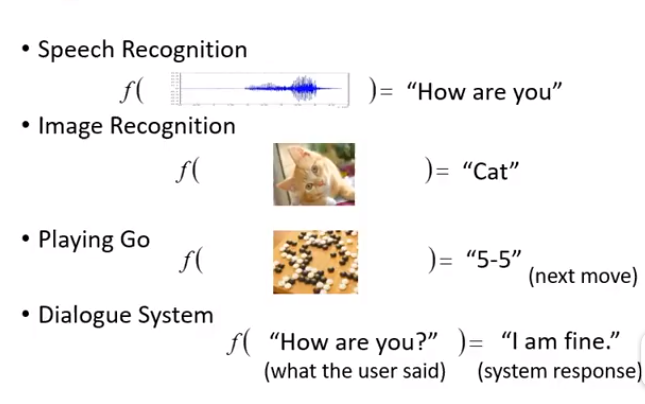 • Speech Recognition
f( )= “How are you”
• Image Recognition
f( )= “Cat”
• Playing Go
f( )= “5-5”
(next move)
• Dialogue System
f( “How are you?” )= “I am fine.”
(what the user said) (system response)